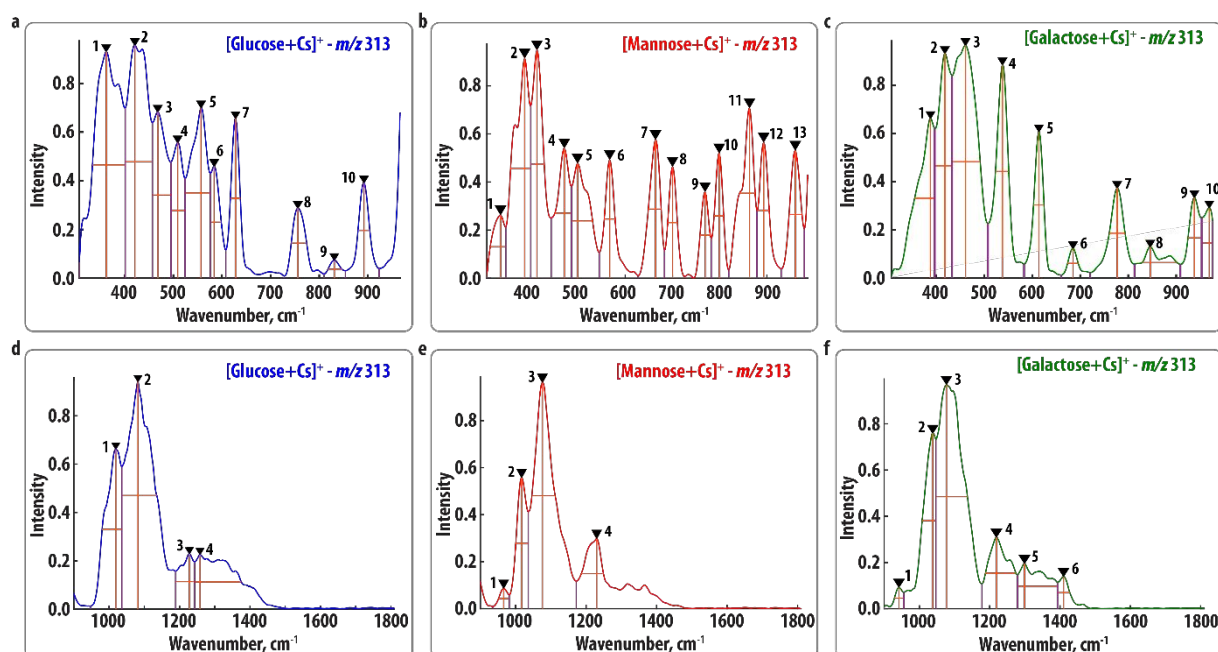 a
[Glucose+Cs]+ - m/z 313
Intensity
0.8
0.6
0.4
0.2
0.0
1
2
3
4
5
6
7
8
9
10
400 500 600 700 800 900
Wavenumber, cm-1
b
[Mannose+Cs]+ - m/z 313
Intensity
0.8
0.6
0.4
0.2
0.0
1
2
3
4
5
6
7
8
9
10
11
12
13
400 500 600 700 800 900
Wavenumber, cm-1
c
[Galactose+Cs]+ - m/z 313
Intensity
0.8
0.6
0.4
0.2
0.0
1
2
3
4
5
6
7
8
9
10
400 500 600 700 800 900
Wavenumber, cm-1
d
[Glucose+Cs]+ - m/z 313
Intensity
0.8
0.6
0.4
0.2
0.0
1
2
3
4
1000 1200 1400 1600 1800
Wavenumber, cm-1
e
[Mannose+Cs]+ - m/z 313
Intensity
0.8
0.6
0.4
0.2
0.0
1
2
3
4
1000 1200 1400 1600 1800
Wavenumber, cm-1
f
[Galactose+Cs]+ - m/z 313
Intensity
0.8
0.6
0.4
0.2
0.0
1
2
3
4
5
6
1000 1200 1400 1600 1800
Wavenumber, cm-1